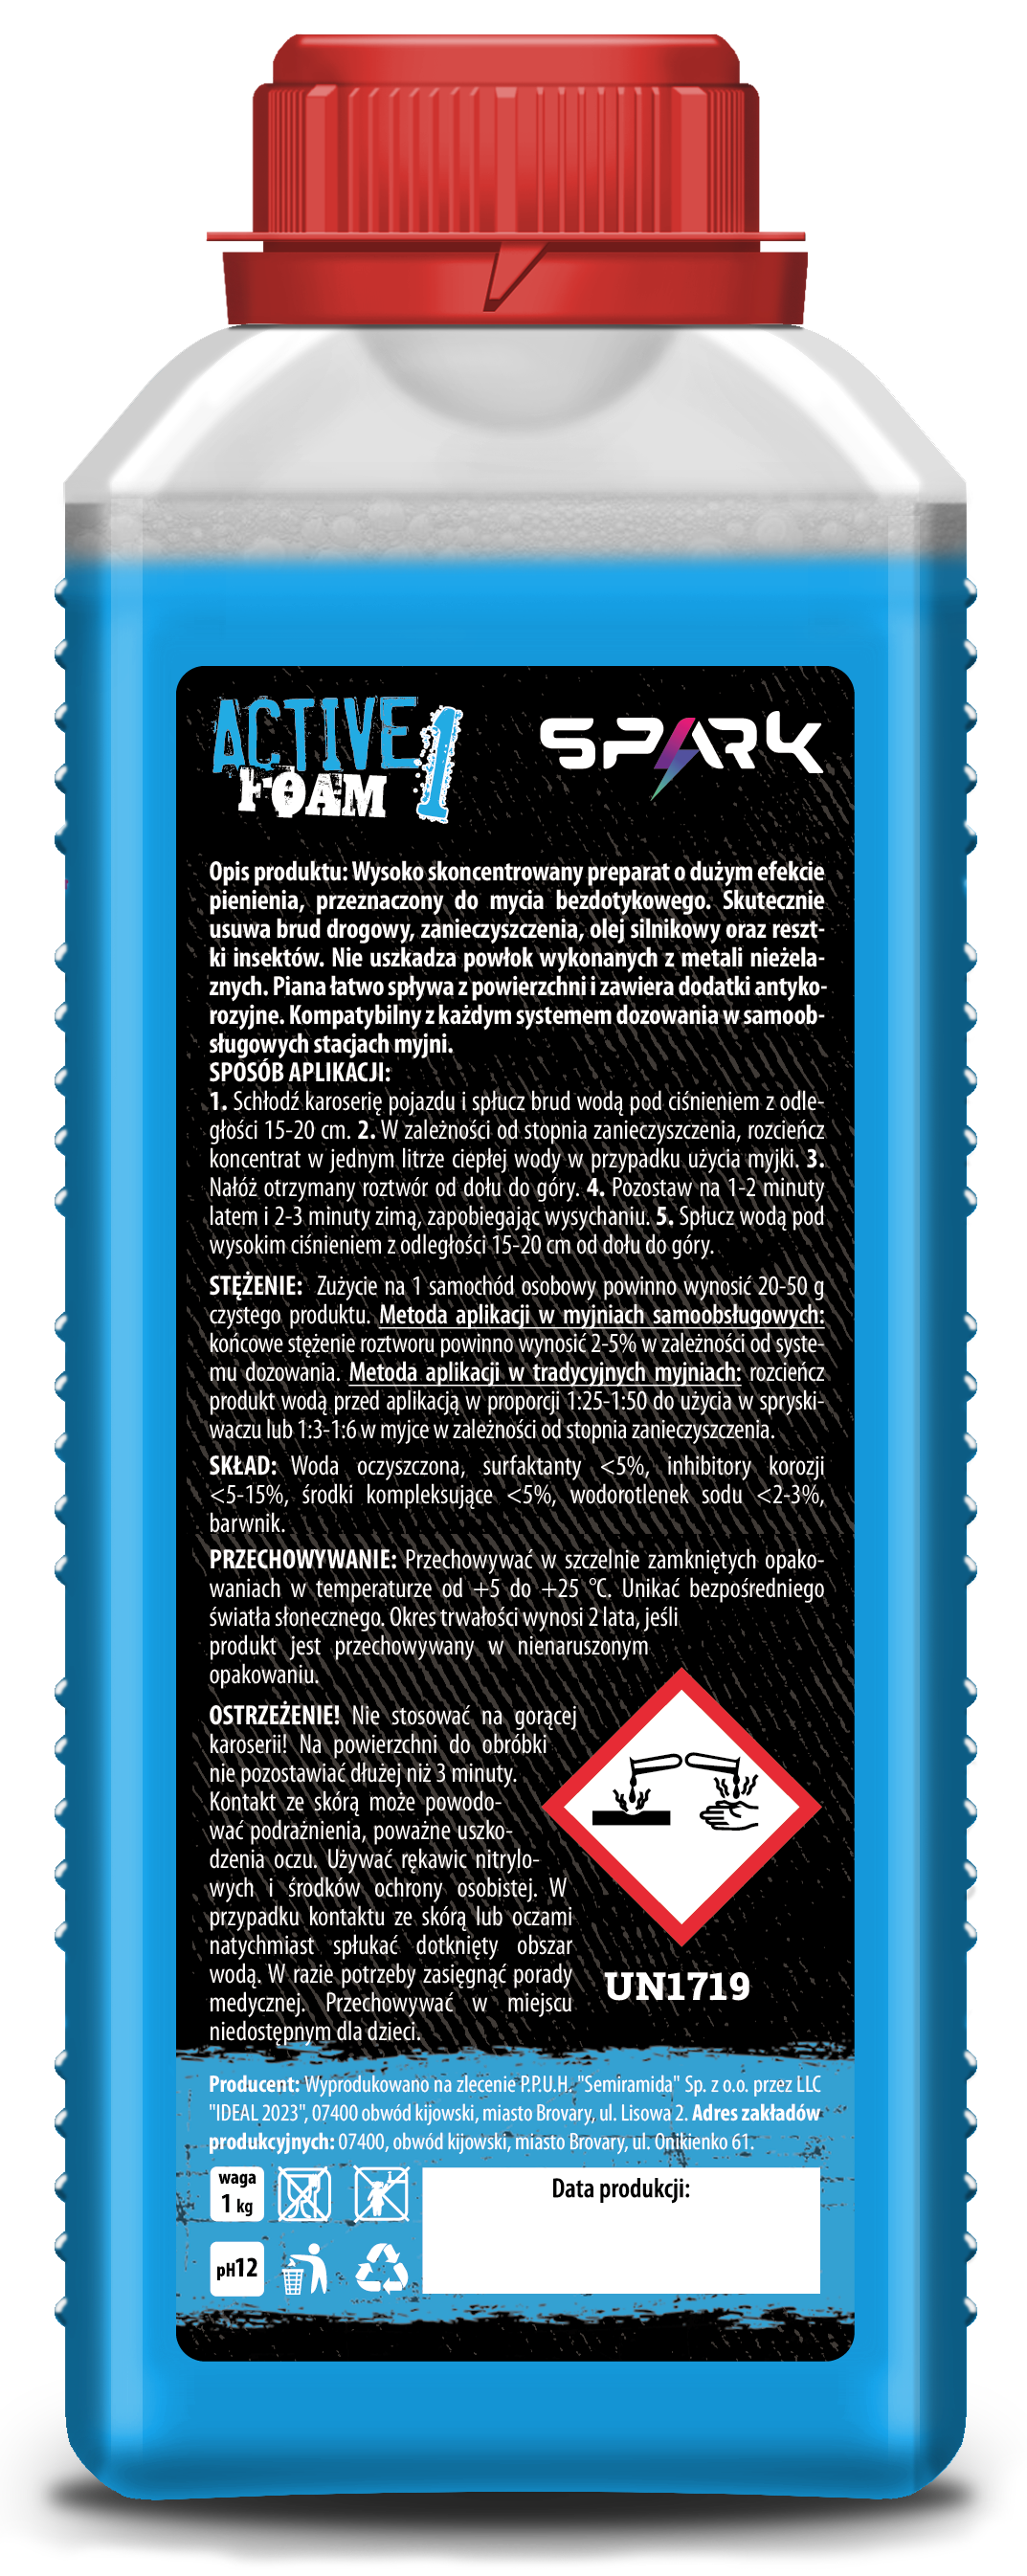 ACTIVE
FOAM 1
SPARK
Opis produktu: Wysoko skoncentrowany preparat o dużym efekcie
pienienia, przeznaczony do mycia bezdotykowego. Skutecznie
usuwa brud drogowy, zanieczyszczenia, olej silnikowy oraz reszt-
ki insektów. Nie uszkadza powłok wykonanych z metali nieżela-
znych. Piana łatwo spływa z powierzchni i zawiera dodatki antyko-
rozyjne. Kompatybilny z każdym systemem dozowania w samoob-
sługowych stacjach myjni.
SPOSÓB APLIKACJI:
1. Schłodź karoserię pojazdu i spłucz brud wodą pod ciśnieniem z odle-
głości 15-20 cm. 2. W zależności od stopnia zanieczyszczenia, rozcieńcz
koncentrat w jednym litrze ciepłej wody w przypadku użycia myjki. 3.
Nałóż otrzymany roztwór od dołu do góry. 4. Pozostaw na 1-2 minuty
latem i 2-3 minuty zimą, zapobiegając wysychaniu. 5. Spłucz wodą pod
wysokim ciśnieniem z odległości 15-20 cm od dołu do góry.
STĘŻENIE: Zużycie na 1 samochód osobowy powinno wynosić 20-50 g
czystego produktu. Metoda aplikacji w myjniach samoobsługowych:
końcowe stężenie roztworu powinno wynosić 2-5% w zależności od syste-
mu dozowania. Metoda aplikacji w tradycyjnych myjniach: rozcieńcz
produkt wodą przed aplikacją w proporcji 1:25-1:50 do użycia w spryski-
waczu lub 1:3-1:6 w myjce w zależności od stopnia zanieczyszczenia.
SKŁAD: Woda oczyszczona, surfaktanty <5%, inhibitory korozji
<5-15%, środki kompleksujące <5%, wodorotlenek sodu <2-3%,
barwnik.
PRZECHOWYWANIE: Przechowywać w szczelnie zamkniętych opako-
waniach w temperaturze od +5 do +25 °C. Unikać bezpośredniego
światła słonecznego. Okres trwałości wynosi 2 lata, jeśli
produkt jest przechowywany w nienaruszonym
opakowaniu.
OSTRZEŻENIE! Nie stosować na gorącej
karoserii! Na powierzchni do obróbki
nie pozostawiać dłużej niż 3 minuty.
Kontakt ze skórą może powodo-
wać podrażnienia, poważne uszko-
dzenia oczu. Używać rękawic nitrylo-
wych i środków ochrony osobistej. W
przypadku kontaktu ze skórą lub oczami
natychmiast spłukać dotknięty obszar
wodą. W razie potrzeby zasięgnąć porady
medycznej. Przechowywać w miejscu
niedostępnym dla dzieci.
UN1719
Producent: Wyprodukowano na zlecenie P.P.U.H. "Semiramida" Sp. z o.o. przez LLC
"IDEAL 2023", 07400 obwód kijowski, miasto Brovary, ul. Lisowa 2. Adres zakładów
produkcyjnych: 07400, obwód kijowski, miasto Brovary, ul. Onikienko 61.
waga
1 kg
Data produkcji:
pH12